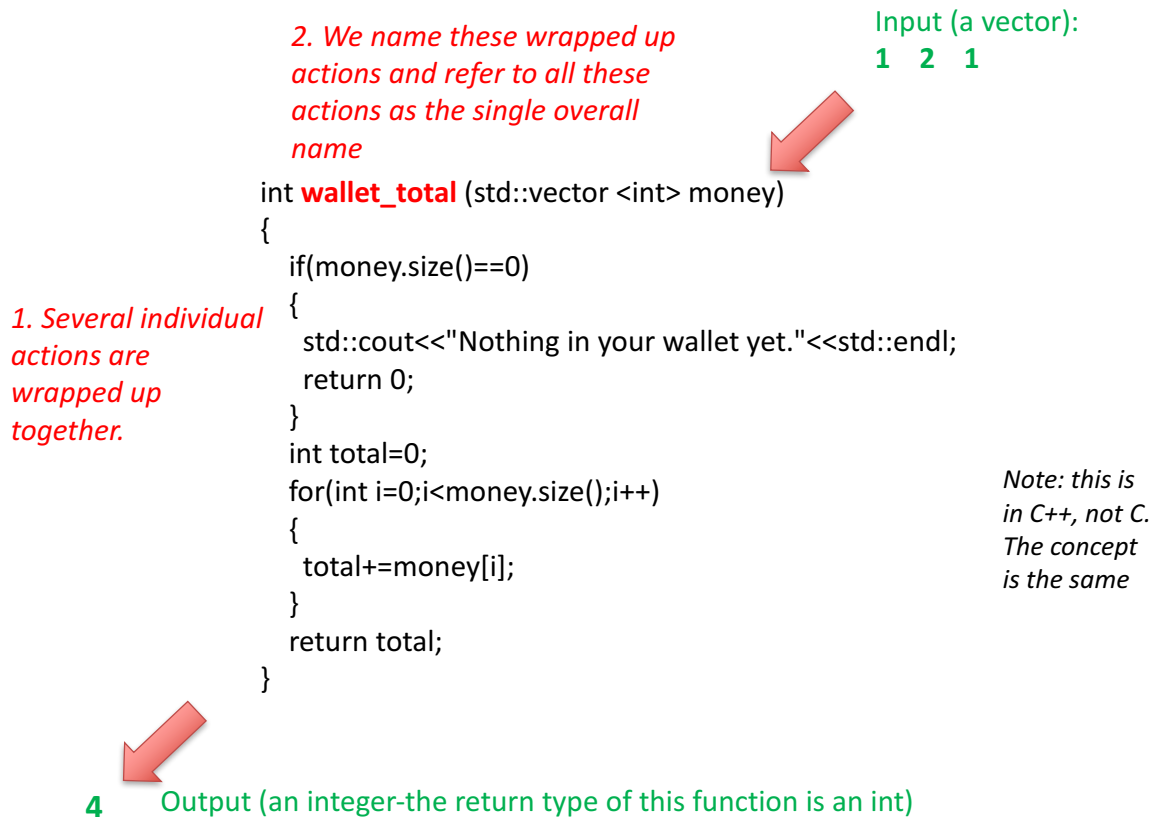 2. We name these wrapped up
actions and refer to all these
actions as the single overall
name
Input (a vector):
1 2 1
int wallet_total (std::vector <int> money)
{
if(money.size()==0)
{
std::cout<<"Nothing in your wallet yet."<<std::endl;
return 0;
}
int total=0;
for(int i=0;i<money.size();i++)
{
total+=money[i];
}
return total;
}
1. Several individual
actions are
wrapped up
together.
Note: this is
in C++, not C.
The concept
is the same
4 Output (an integer-the return type of this function is an int)